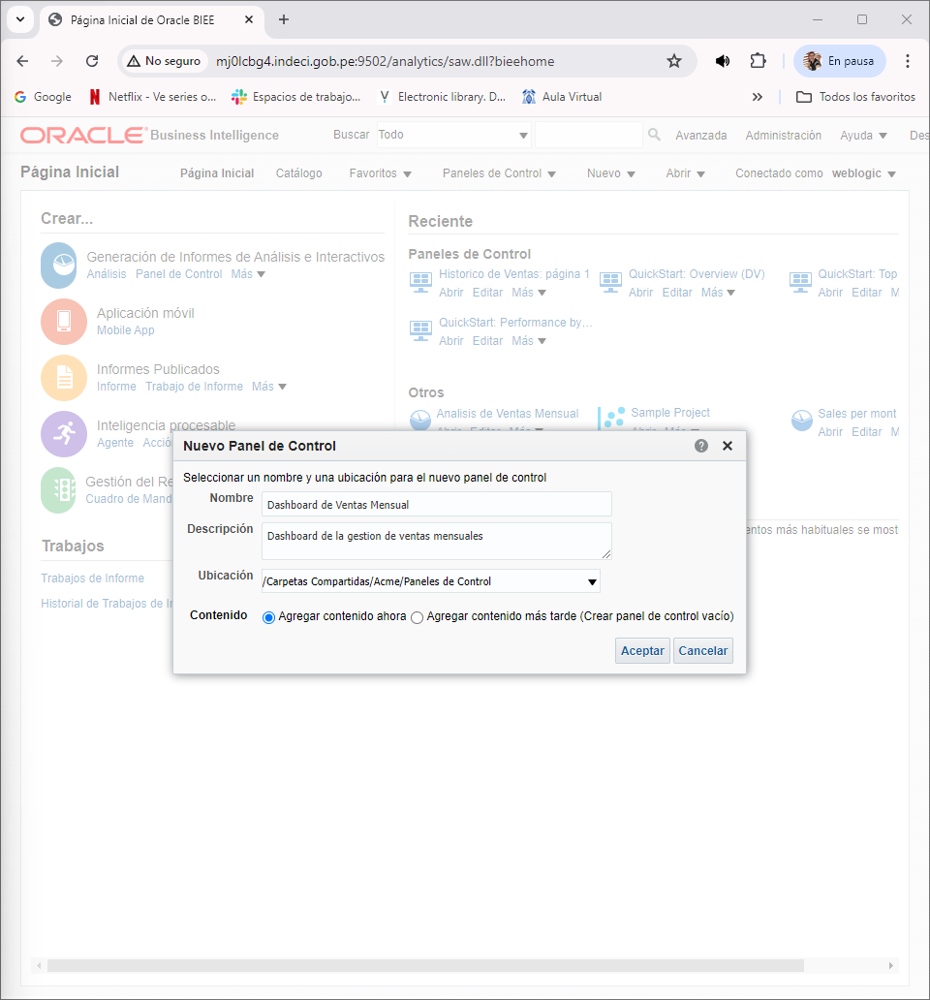 Página Inicial de Oracle BIEE
No seguro mj0lcbg4.indeci.gob.pe:9502/analytics/saw.dll?bieehome En pausa
Google Netflix - Ve series o... Espacios de trabajo... Electronic library. D... Aula Virtual Todos los favoritos
ORACLE Business Intelligence Buscar Todo Avanzada Administración Ayuda Des
Página Inicial Página Inicial Catálogo Favoritos Paneles de Control Nuevo Abrir Conectado como weblogic
Crear...
Generación de Informes de Análisis e Interactivos
Análisis Panel de Control Más
Aplicación móvil
Mobile App
Informes Publicados
Informe Trabajo de Informe Más
Inteligencia procesable
Agente Acció
Gestión del Re
Cuadro de Mand
Trabajos
Trabajos de Informe
Historial de Trabajos de I
Reciente
Paneles de Control
Historico de Ventas: página 1 QuickStart: Overview (DV) QuickStart: Top
Abrir Editar Más Abrir Editar Más Abrir Editar M
QuickStart: Performance by…
Abrir Editar Más
Otros
Analisis de Ventas Mensual Sample Project Sales per mont
Abrir Editar Más Abrir Más Abrir Editar M
entos más habituales se most
Nuevo Panel de Control
Seleccionar un nombre y una ubicación para el nuevo panel de control
Nombre Dashboard de Ventas Mensual
Descripción Dashboard de la gestion de ventas mensuales
Ubicación /Carpetas Compartidas/Acme/Paneles de Control
Contenido Agregar contenido ahora Agregar contenido más tarde (Crear panel de control vacío)
Aceptar Cancelar